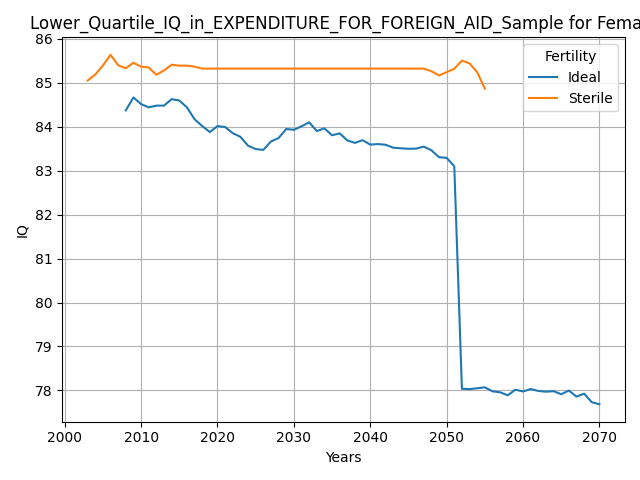 Lower_Quartile_IQ_in_EXPENDITURE_FOR_FOREIGN_AID_Sample for Fema
86
85
84
83
82
81
80
79
78
IQ
Fertility
Ideal
Sterile
2000 2010 2020 2030 2040 2050 2060 2070
Years